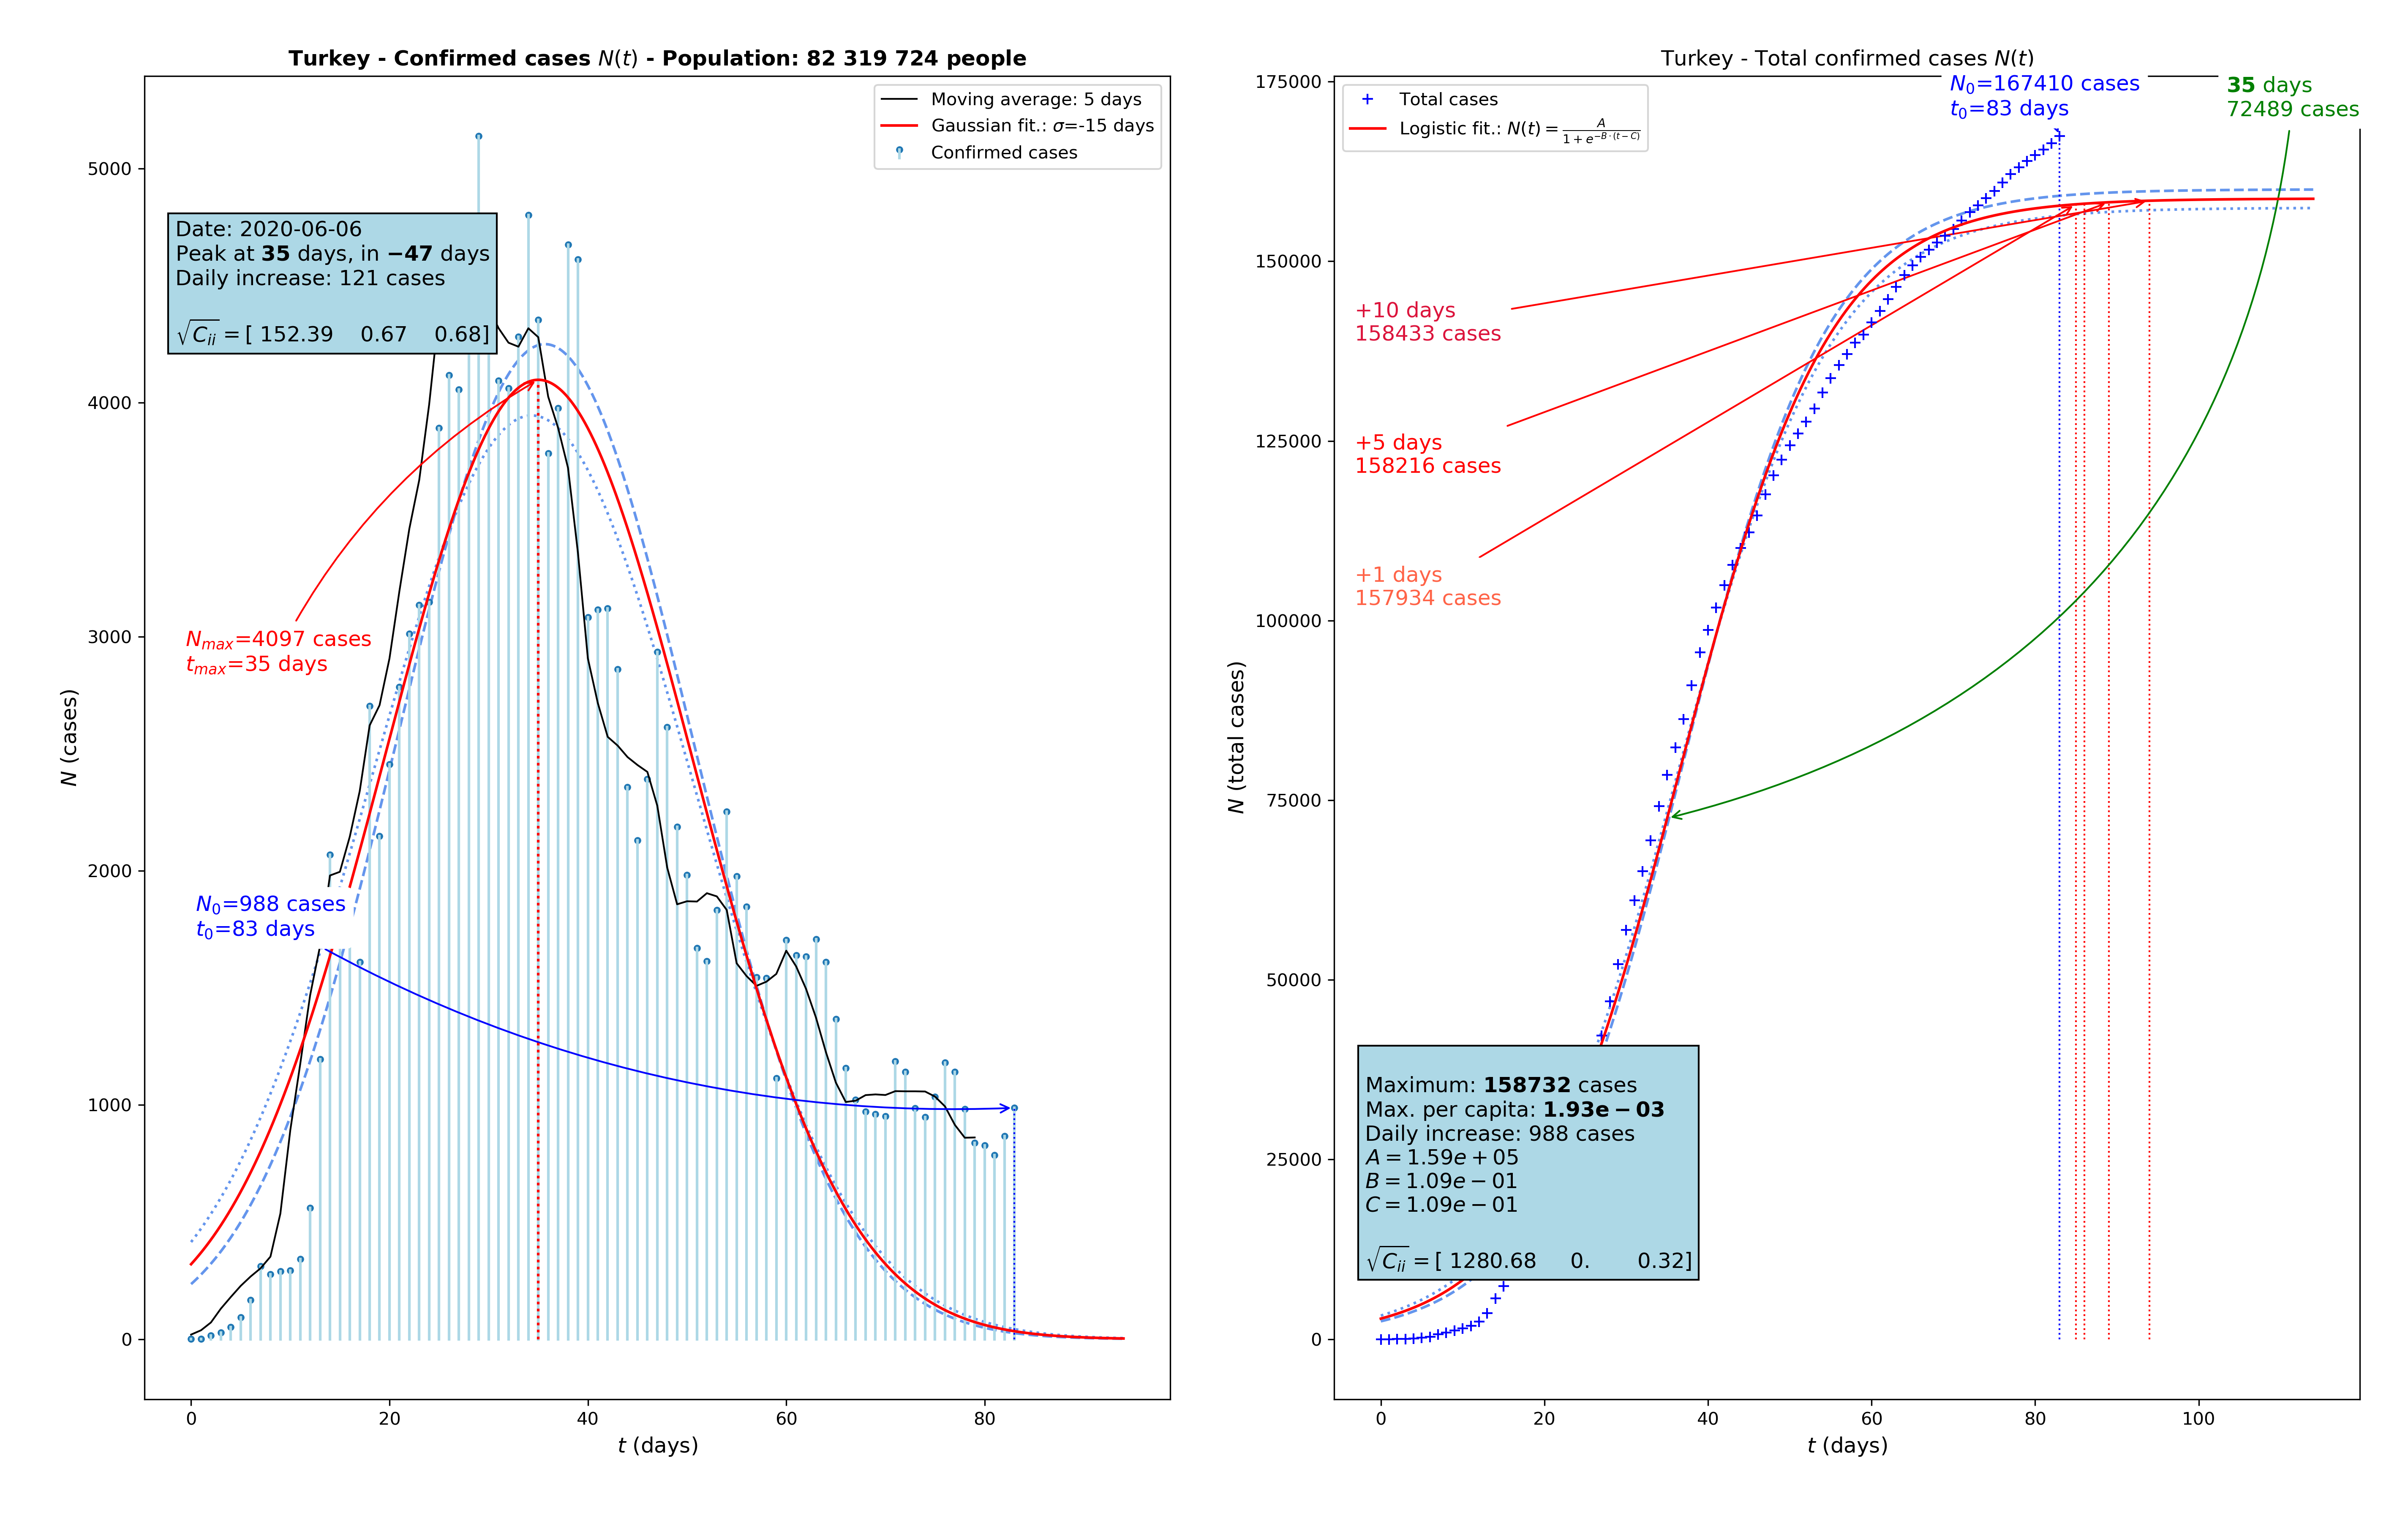 Turkey - Confirmed cases N(t) - Population: 82 319 724 people
Moving average: 5 days
Gaussian fit.: σ=-15 days
Confirmed cases
Date: 2020-06-06
Peak at 35 days, in −47 days
Daily increase: 121 cases
√C_ii = [ 152.39 0.67 0.68]
N_max=4097 cases
t_max=35 days
N_0=988 cases
t_0=83 days
N (cases)
5000
4000
3000
2000
1000
0
0 20 40 60 80
t (days)
Turkey - Total confirmed cases N(t)
Total cases
Logistic fit.: N(t) = A / (1 + e^{−B·(t−C)})
N_0=167410 cases
t_0=83 days
35 days
72489 cases
+10 days
158433 cases
+5 days
158216 cases
+1 days
157934 cases
Maximum: 158732 cases
Max. per capita: 1.93e − 03
Daily increase: 988 cases
A = 1.59e + 05
B = 1.09e − 01
C = 1.09e − 01
√C_ii = [ 1280.68 0. 0.32]
N (total cases)
175000
150000
125000
100000
75000
50000
25000
0
0 20 40 60 80 100
t (days)